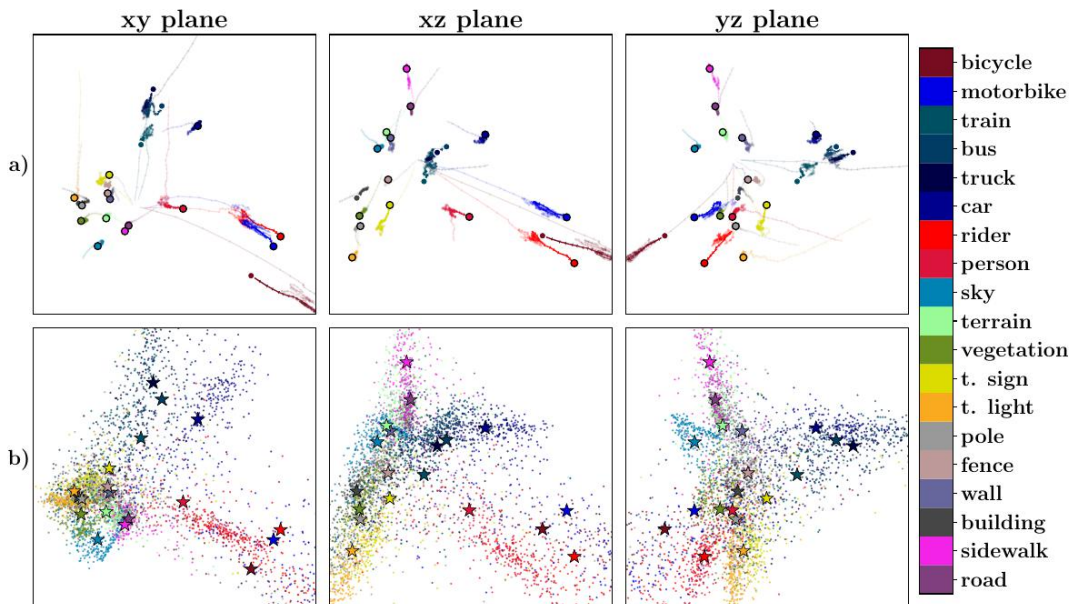 xy plane
xz plane
yz plane
a)
b)
bicycle
motorbike
train
bus
truck
car
rider
person
sky
terrain
vegetation
t. sign
t. light
pole
fence
wall
building
sidewalk
road